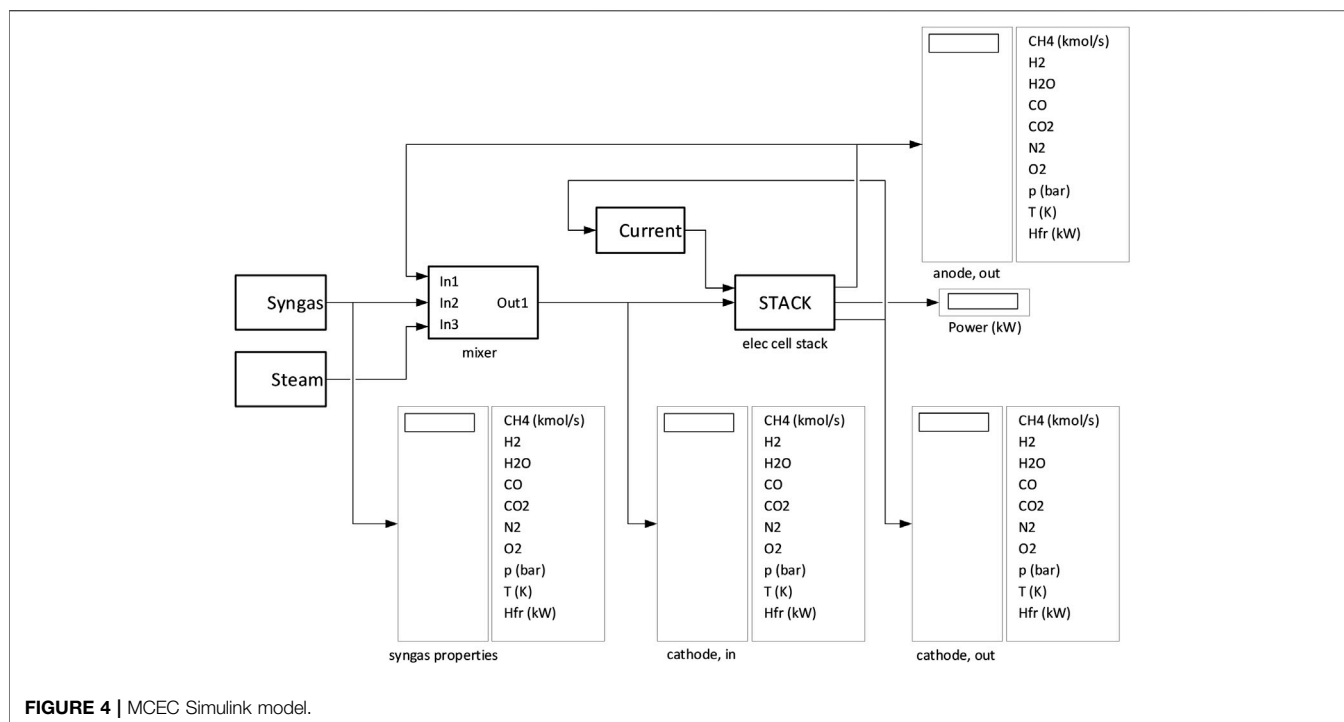 CH4 (kmol/s)
H2
H2O
CO
CO2
N2
O2
p (bar)
T (K)
Hfr (kW)
anode, out
Current
Syngas
In1
In2
In3
Out1
mixer
STACK
elec cell stack
Power (kW)
Steam
CH4 (kmol/s)
H2
H2O
CO
CO2
N2
O2
p (bar)
T (K)
Hfr (kW)
syngas properties
CH4 (kmol/s)
H2
H2O
CO
CO2
N2
O2
p (bar)
T (K)
Hfr (kW)
cathode, in
CH4 (kmol/s)
H2
H2O
CO
CO2
N2
O2
p (bar)
T (K)
Hfr (kW)
cathode, out
FIGURE 4 | MCEC Simulink model.